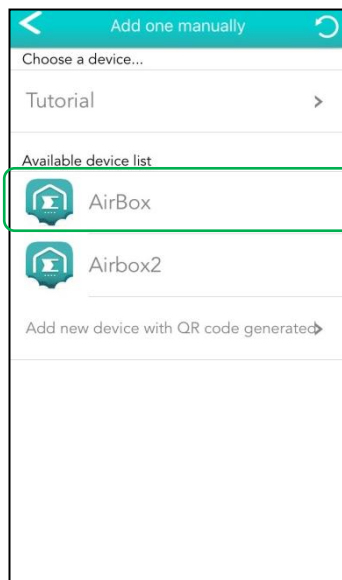 Add one manually
Choose a device...
Tutorial
Available device list
AirBox
Airbox2
Add new device with QR code generated